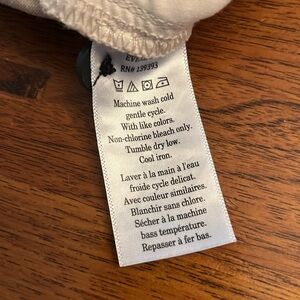 RN# 139393
Machine wash cold
gentle cycle.
With like colors.
Non-chlorine bleach only.
Tumble dry low.
Cool iron.
Laver à la main à l'eau
froide cycle délicat.
Avec couleur similaires.
Blanchir sans chlore.
Sécher à la machine
bass température.
Repasser à fer bas.